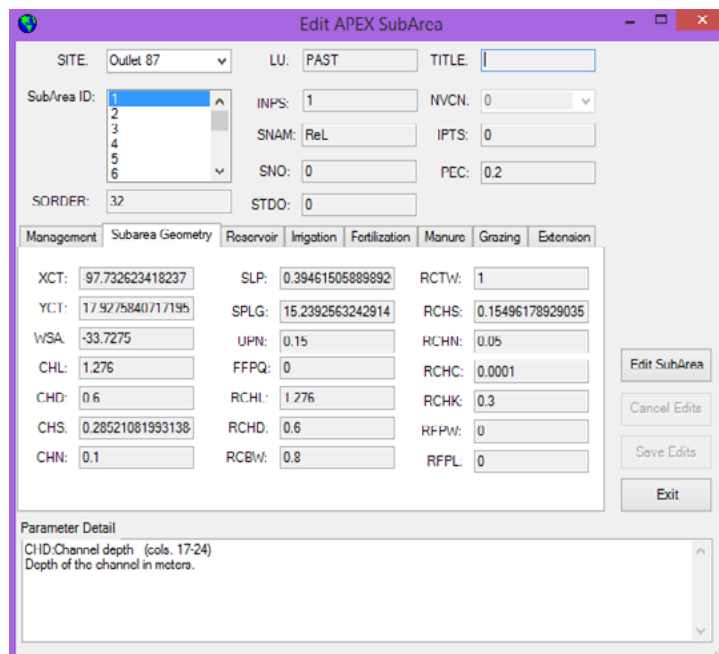 Edit APEX SubArea
SITE: Outlet 87 LU: PAST TITLE:
SubArea ID: 1 INPS: 1 NVCN: 0
2
3 SNAM: ReL IPTS: 0
4
5 SNO: 0 PEC: 0.2
6
SORDER: 32 STDO: 0
Management Subarea Geometry Reservoir Irrigation Fertilization Manure Grazing Extension
XCT: 97.732623418237 SLP: 0.39461505889892 RCTW: 1
YCT: 17.9275840717195 SPLG: 15.2392563242914 RCHS: 0.15496178929035
WSA: -33.7275 UPN: 0.15 RCHN: 0.05
CHL: 1.276 FFPQ: 0 RCHC: 0.0001
CHD: 0.6 RCHL: 1.276 RCHK: 0.3
CHS: 0.28521081993138 RCHD: 0.6 RFPW: 0
CHN: 0.1 RCBW: 0.8 RFPL: 0
Edit SubArea
Cancel Edits
Save Edits
Exit
Parameter Detail
CHD:Channel depth (cols. 17-24)
Depth of the channel in meters.